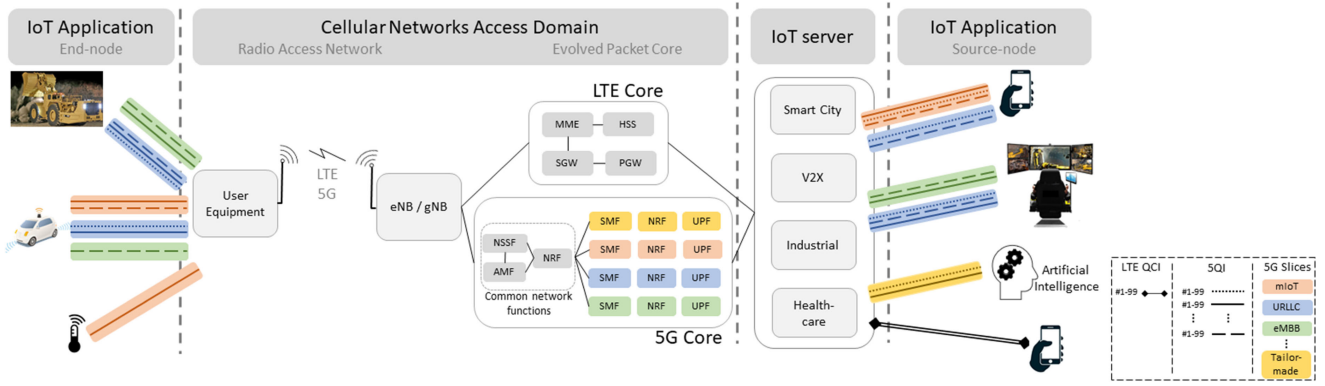 IoT Application
End-node
Cellular Networks Access Domain
Radio Access Network
Evolved Packet Core
IoT server
IoT Application
Source-node
LTE Core
MME
HSS
SGW
PGW
User
Equipment
LTE
5G
eNB / gNB
NSSF
AMF
NRF
Common network
functions
SMF NRF UPF
SMF NRF UPF
SMF NRF UPF
SMF NRF UPF
5G Core
Smart City
V2X
Industrial
Health-
care
Artificial
Intelligence
LTE QCI
#1-99
5QI
#1-99
#1-99
#1-99
5G Slices
mIoT
URLLC
eMBB
Tailor-
made